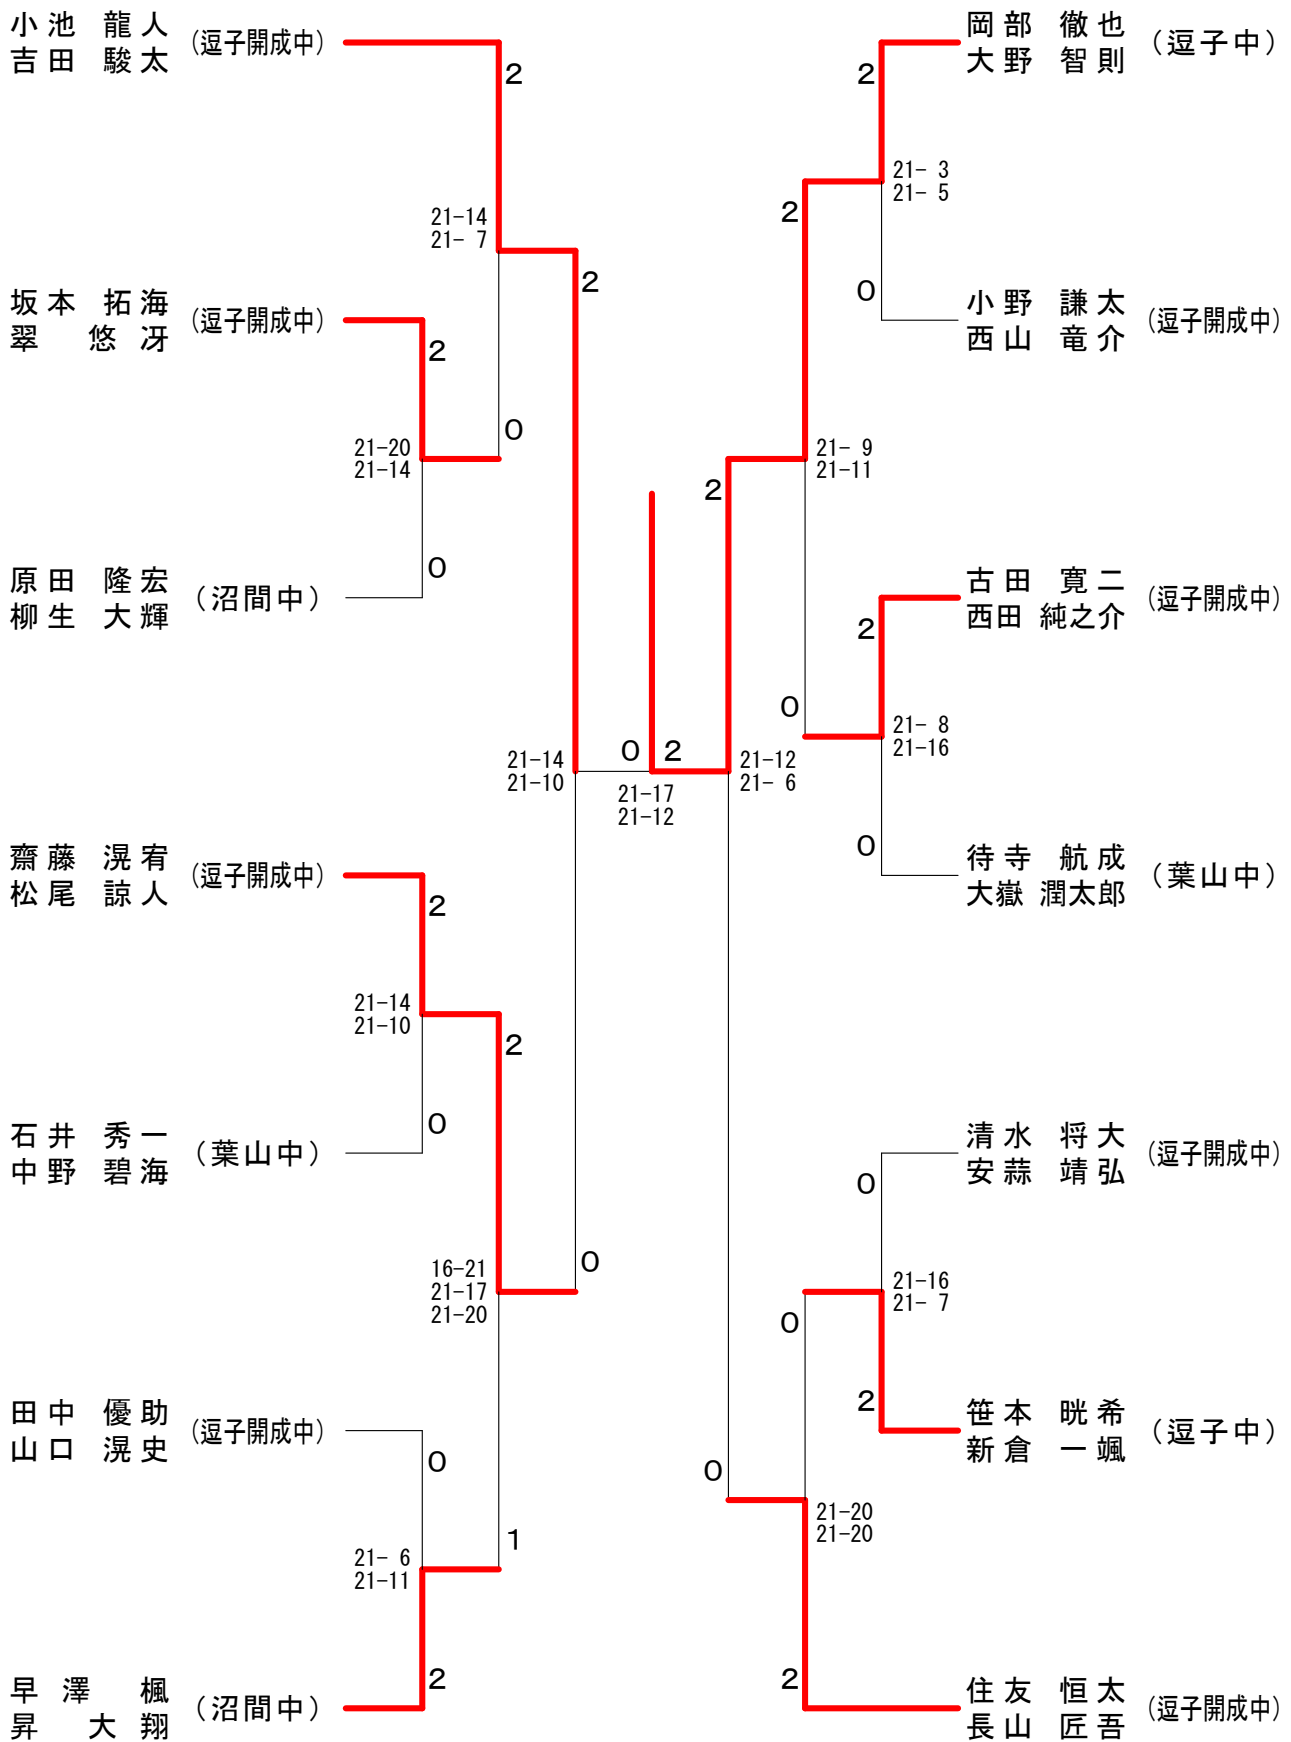 小池 龍人
吉田 駿太
(逗子開成中)
2
21-14
21- 7
2
坂本 拓海
翠 悠冴
(逗子開成中)
2
0
21-20
21-14
原田 隆宏
柳生 大輝
(沼間中)
0
21-14
21-10
0
2
21-17
21-12
齋藤 滉宥
松尾 諒人
(逗子開成中)
2
21-14
21-10
2
石井 秀一
中野 碧海
(葉山中)
0
16-21
21-17
21-20
0
田中 優助
山口 滉史
(逗子開成中)
0
21- 6
21-11
1
早澤 楓
昇 大翔
(沼間中)
2
岡部 徹也
大野 智則
(逗子中)
2
21- 3
21- 5
2
小野 謙太
西山 竜介
(逗子開成中)
0
21- 9
21-11
2
古田 寛二
西田 純之介
(逗子開成中)
2
0
21- 8
21-16
21-12
21- 6
待寺 航成
大嶽 潤太郎
(葉山中)
0
清水 将大
安蒜 靖弘
(逗子開成中)
0
21-16
21- 7
0
笹本 晄希
新倉 一颯
(逗子中)
2
0
21-20
21-20
住友 恒太
長山 匠吾
(逗子開成中)
2